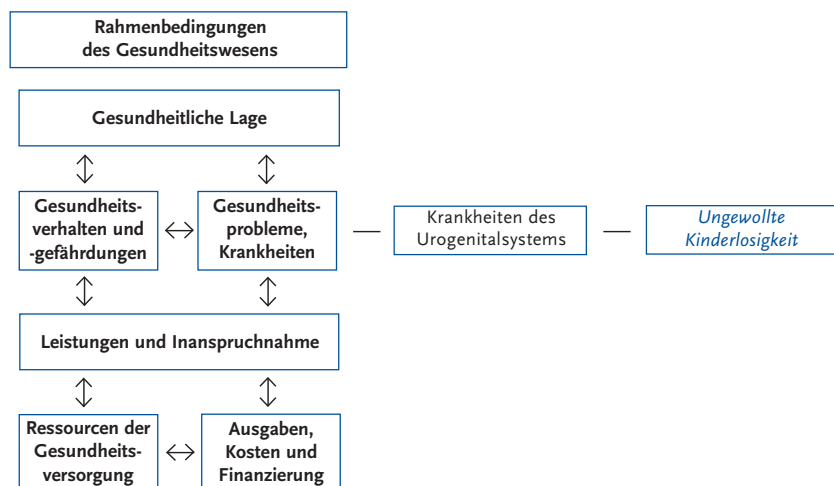 Rahmenbedingungen
des Gesundheitswesens
Gesundheitliche Lage
Gesundheits-
verhalten und
-gefährdungen
Gesundheits-
probleme,
Krankheiten
Krankheiten des
Urogenitalsystems
Ungewollte
Kinderlosigkeit
Leistungen und Inanspruchnahme
Ressourcen der
Gesundheits-
versorgung
Ausgaben,
Kosten und
Finanzierung